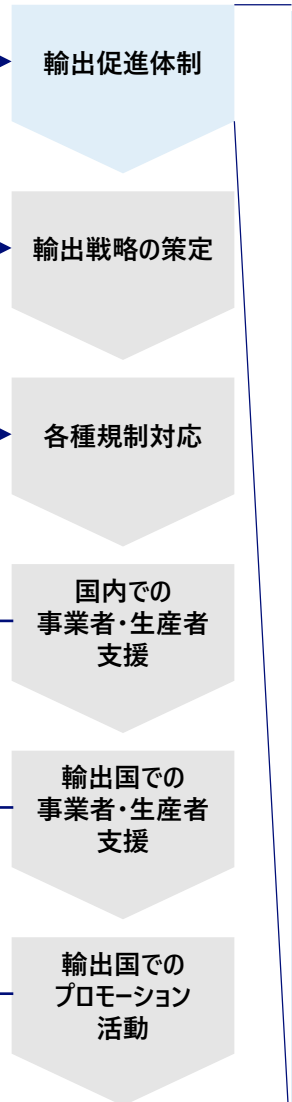 輸出促進体制
輸出戦略の策定
各種規制対応
国内での
事業者・生産者
支援
輸出国での
事業者・生産者
支援
輸出国での
プロモーション
活動